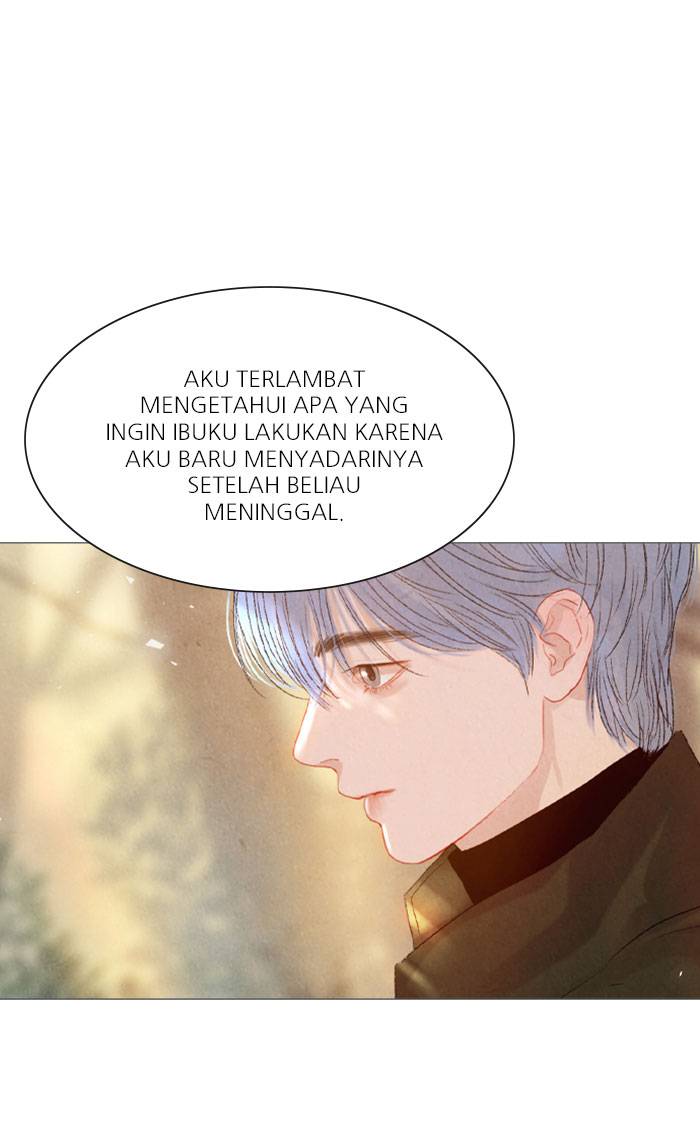 AKU TERLAMBAT
MENGETAHUI APA YANG
INGIN IBUKU LAKUKAN KARENA
AKU BARU MENYADARINYA
SETELAH BELIAU
MENINGGAL.